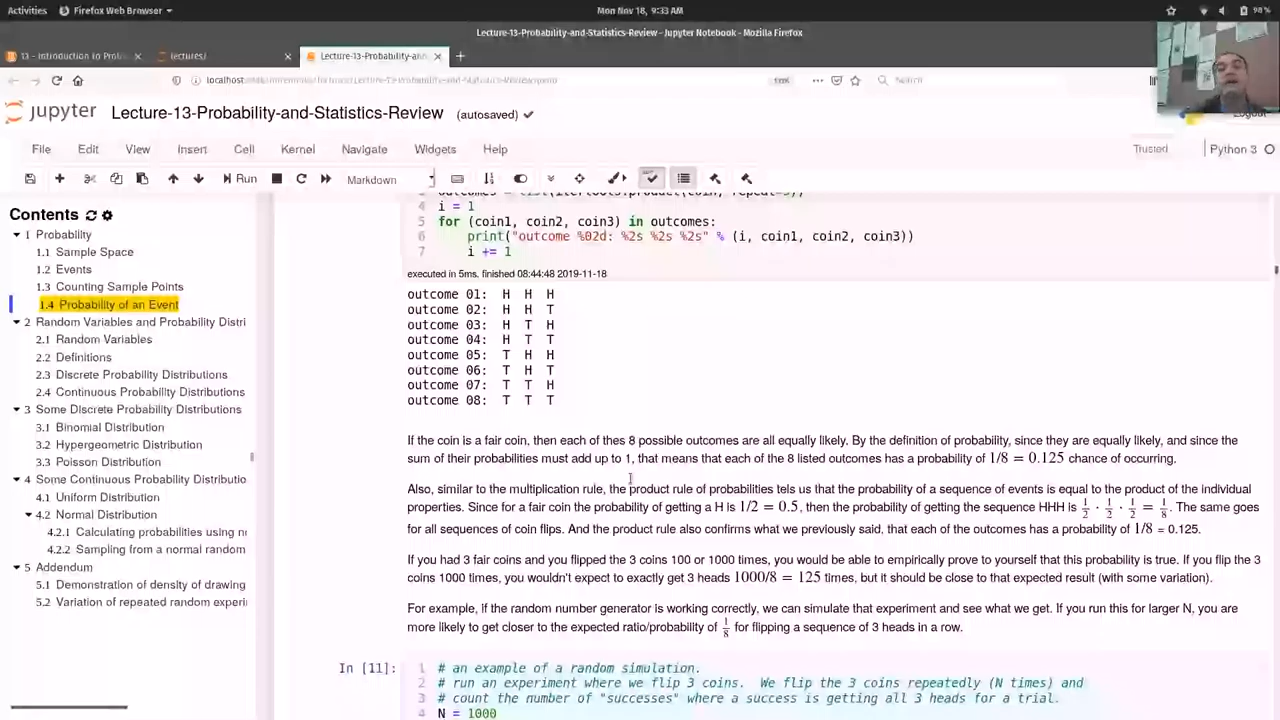 Activities Firefox Web Browser Mon Nov 18, 9:33 AM 98%
Lecture-13-Probability-and-Statistics-Review - Jupyter Notebook - Mozilla Firefox
13 - Introduction to Prob lectures/ Lecture-13-Probability-an
Search
jupyter Lecture-13-Probability-and-Statistics-Review (autosaved) Logout
File Edit View Insert Cell Kernel Navigate Widgets Help Trusted Python 3
Run Markdown
Contents
1 Probability
1.1 Sample Space
1.2 Events
1.3 Counting Sample Points
1.4 Probability of an Event
2 Random Variables and Probability Distri
2.1 Random Variables
2.2 Definitions
2.3 Discrete Probability Distributions
2.4 Continuous Probability Distributions
3 Some Discrete Probability Distributions
3.1 Binomial Distribution
3.2 Hypergeometric Distribution
3.3 Poisson Distribution
4 Some Continuous Probability Distributio
4.1 Uniform Distribution
4.2 Normal Distribution
4.2.1 Calculating probabilities using no
4.2.2 Sampling from a normal random
5 Addendum
5.1 Demonstration of density of drawing
5.2 Variation of repeated random experi
4 i = 1
5 for (coin1, coin2, coin3) in outcomes:
6 print("outcome %02d: %2s %2s %2s" % (i, coin1, coin2, coin3))
7 i += 1
executed in 5ms, finished 08:44:48 2019-11-18
outcome 01: H H H
outcome 02: H H T
outcome 03: H T H
outcome 04: H T T
outcome 05: T H H
outcome 06: T H T
outcome 07: T T H
outcome 08: T T T
If the coin is a fair coin, then each of thes 8 possible outcomes are all equally likely. By the definition of probability, since they are equally likely, and since the
sum of their probabilities must add up to 1, that means that each of the 8 listed outcomes has a probability of 1/8 = 0.125 chance of occurring.
Also, similar to the multiplication rule, the product rule of probabilities tels us that the probability of a sequence of events is equal to the product of the individual
properties. Since for a fair coin the probability of getting a H is 1/2 = 0.5, then the probability of getting the sequence HHH is 1/2 · 1/2 · 1/2 = 1/8. The same goes
for all sequences of coin flips. And the product rule also confirms what we previously said, that each of the outcomes has a probability of 1/8 = 0.125.
If you had 3 fair coins and you flipped the 3 coins 100 or 1000 times, you would be able to empirically prove to yourself that this probability is true. If you flip the 3
coins 1000 times, you wouldn't expect to exactly get 3 heads 1000/8 = 125 times, but it should be close to that expected result (with some variation).
For example, if the random number generator is working correctly, we can simulate that experiment and see what we get. If you run this for larger N, you are
more likely to get closer to the expected ratio/probability of 1/8 for flipping a sequence of 3 heads in a row.
In [11]: 1 # an example of a random simulation.
2 # run an experiment where we flip 3 coins. We flip the 3 coins repeatedly (N times) and
3 # count the number of "successes" where a success is getting all 3 heads for a trial.
4 N = 1000